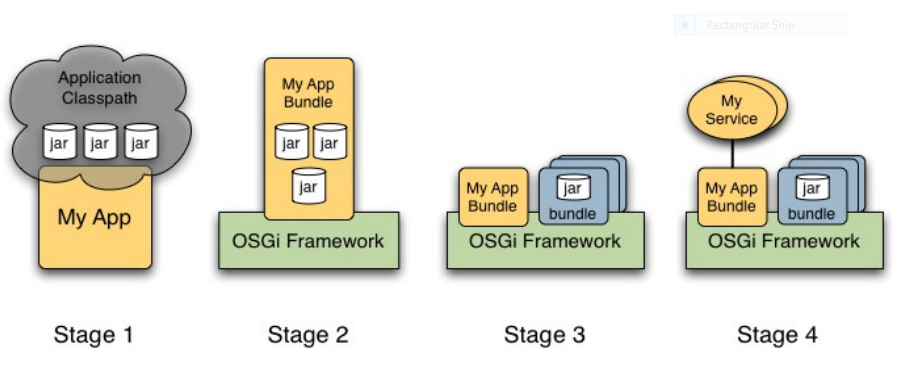 Rectangular Snip
Application
Classpath
jar
jar
jar
My App
Stage 1
My App
Bundle
jar
jar
jar
OSGi Framework
Stage 2
My App
Bundle
jar
bundle
OSGi Framework
Stage 3
My
Service
My App
Bundle
jar
bundle
OSGi Framework
Stage 4